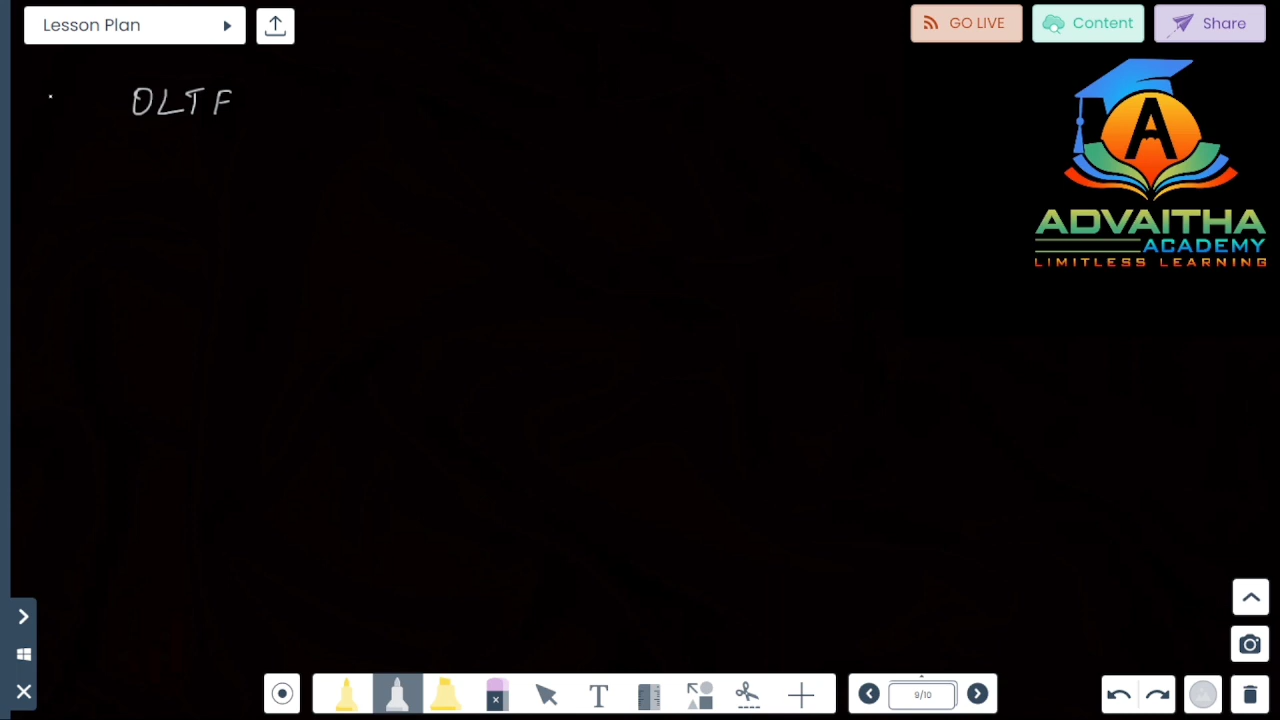 Lesson Plan
GO LIVE
Content
Share
OLTF
A
ADVAITHA
ACADEMY
LIMITLESS LEARNING
T
9/10